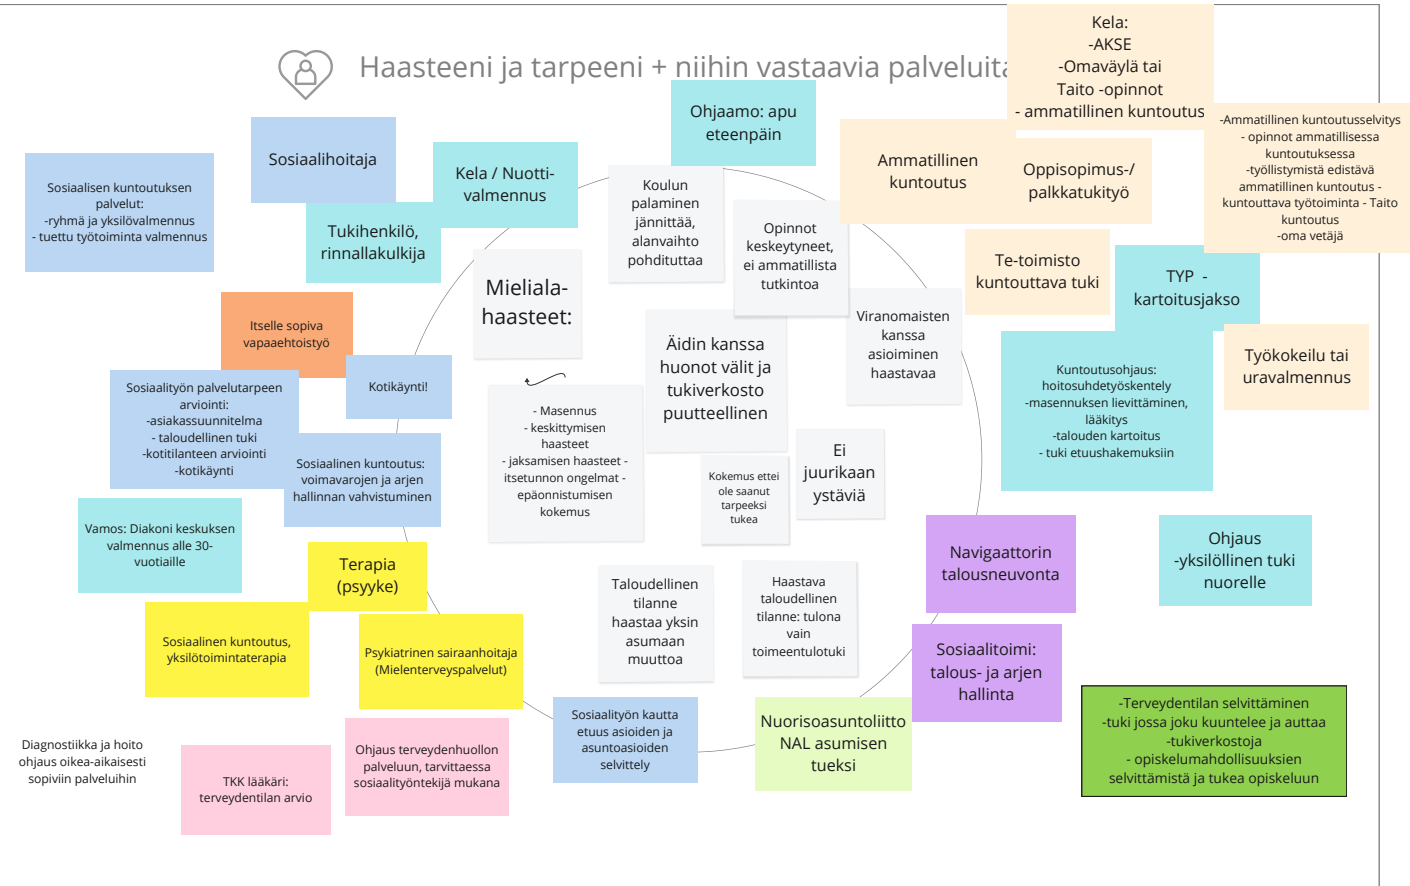 Haasteeni ja tarpeeni + niihin vastaavia palveluita
Kela:
-AKSE
-Omaväylä tai
Taito -opinnot
- ammatillinen kuntoutus
Ohjaamo: apu
eteenpäin
-Ammatillinen kuntoutusselvitys
- opinnot ammatillisessa
kuntoutuksessa
-työllistymistä edistävä
ammatillinen kuntoutus -
kuntouttava työtoiminta - Taito
kuntoutus
-oma vetäjä
Sosiaalihoitaja
Kela / Nuotti-
valmennus
Ammatillinen
kuntoutus
Oppisopimus-/
palkkatukityö
Sosiaalisen kuntoutuksen
palvelut:
-ryhmä ja yksilövalmennus
- tuettu työtoiminta valmennus
Tukihenkilö,
rinnallakulkija
Koulun
palaminen
jännittää,
alanvaihto
pohdituttaa
Opinnot
keskeytyneet,
ei ammatillista
tutkintoa
Te-toimisto
kuntouttava tuki
TYP -
kartoitusjakso
Mieliala-
haasteet:
Viranomaisten
kanssa
asioiminen
haastavaa
Itselle sopiva
vapaaehtoistyö
Äidin kanssa
huonot välit ja
tukiverkosto
puutteellinen
Työkokeilu tai
uravalmennus
Kuntoutusohjaus:
hoitosuhdetyöskentely
-masennuksen lievittäminen,
lääkitys
-talouden kartoitus
- tuki etuushakemuksiin
Kotikäynti!
Sosiaalityön palvelutarpeen
arviointi:
-asiakassuunnitelma
- taloudellinen tuki
-kotitilanteen arviointi
-kotikäynti
- Masennus
- keskittymisen
haasteet
- jaksamisen haasteet -
itsetunnon ongelmat -
epäonnistumisen
kokemus
Sosiaalinen kuntoutus:
voimavarojen ja arjen
hallinnan vahvistuminen
Kokemus ettei
ole saanut
tarpeeksi
tukea
Ei
juurikaan
ystäviä
Vamos: Diakoni keskuksen
valmennus alle 30-
vuotiaille
Terapia
(psyyke)
Navigaattorin
talousneuvonta
Ohjaus
-yksilöllinen tuki
nuorelle
Taloudellinen
tilanne
haastaa yksin
asumaan
muuttoa
Haastava
taloudellinen
tilanne: tulona
vain
toimeentulotuki
Sosiaalinen kuntoutus,
yksilötoimintaterapia
Psykiatrinen sairaanhoitaja
(Mielenterveyspalvelut)
Sosiaalitoimi:
talous- ja arjen
hallinta
Sosiaalityön kautta
etuus asioiden ja
asuntoasioiden
selvittely
Nuorisoasuntoliitto
NAL asumisen
tueksi
-Terveydentilan selvittäminen
-tuki jossa joku kuuntelee ja auttaa
-tukiverkostoja
- opiskelumahdollisuuksien
selvittämistä ja tukea opiskeluun
Diagnostiikka ja hoito
ohjaus oikea-aikaisesti
sopiviin palveluihin
TKK lääkäri:
terveydentilan arvio
Ohjaus terveydenhuollon
palveluun, tarvittaessa
sosiaalityöntekijä mukana